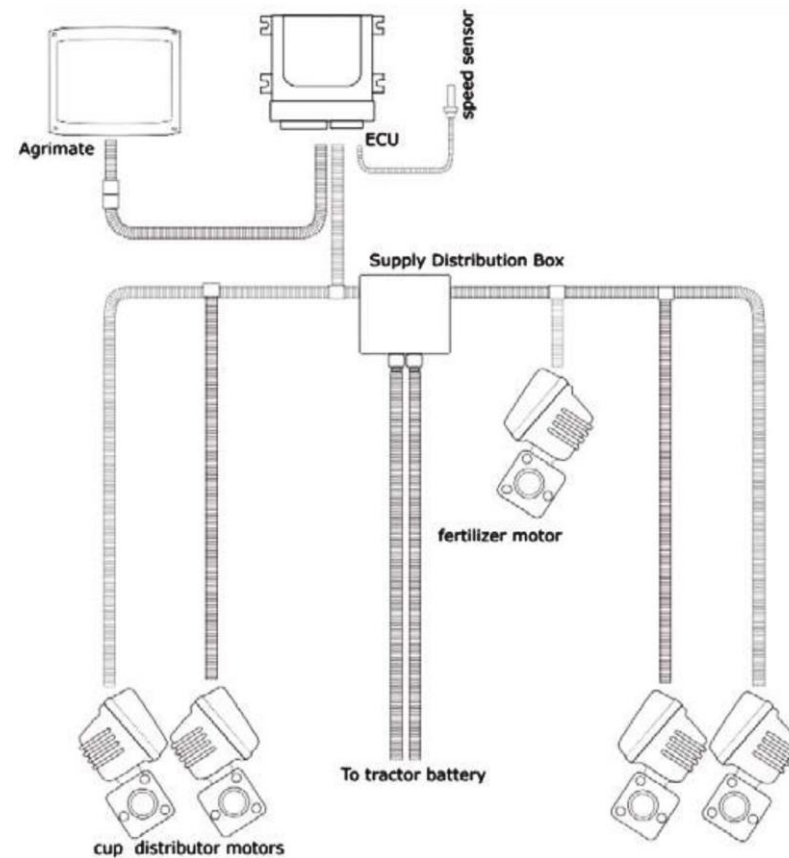 Agrimate
ECU
speed sensor
Supply Distribution Box
fertilizer motor
To tractor battery
cup distributor motors